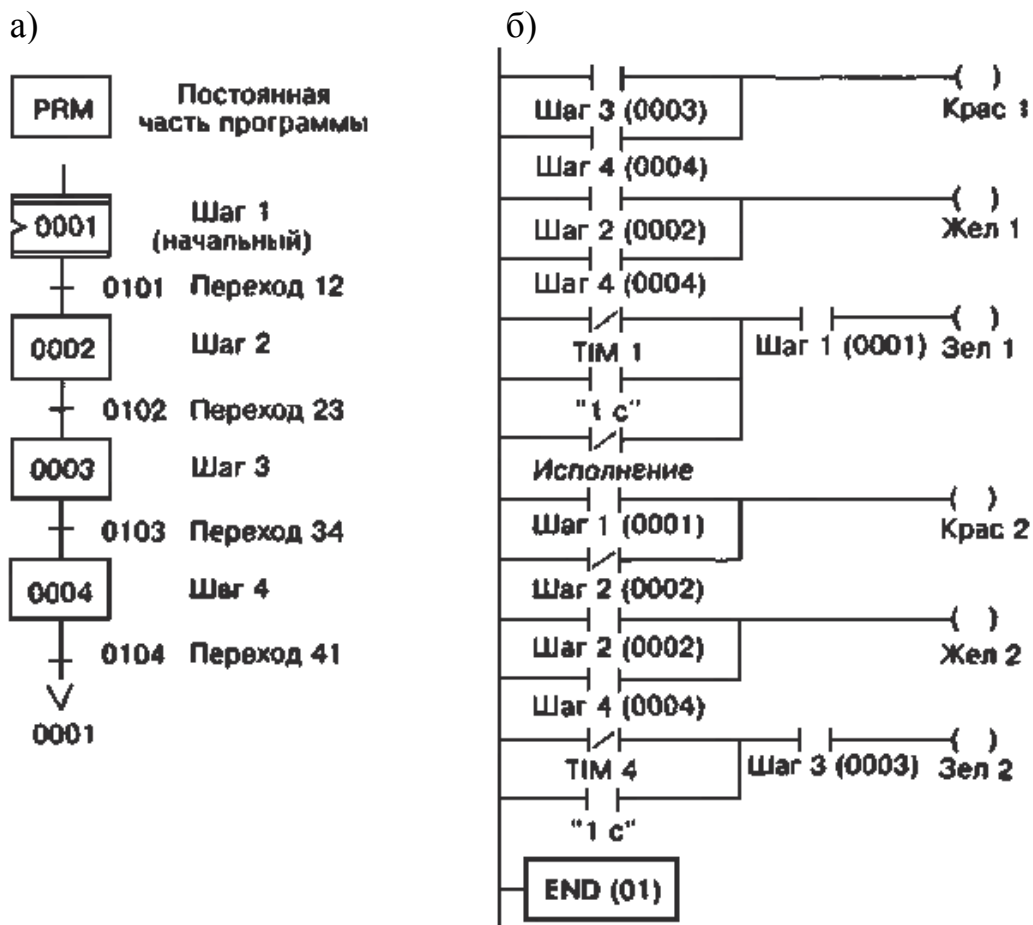 а)
PRM
Постоянная
часть программы
0001
Шаг 1
(начальный)
0101 Переход 12
0002
Шаг 2
0102 Переход 23
0003
Шаг 3
0103 Переход 34
0004
Шаг 4
0104 Переход 41
0001
б)
Шаг 3 (0003)
Крас 1
Шаг 4 (0004)
Шаг 2 (0002)
Жел 1
Шаг 4 (0004)
TIM 1
Шаг 1 (0001)
Зел 1
"1 с"
Исполнение
Шаг 1 (0001)
Крас 2
Шаг 2 (0002)
Шаг 2 (0002)
Жел 2
Шаг 4 (0004)
TIM 4
Шаг 3 (0003)
Зел 2
"1 с"
END (01)